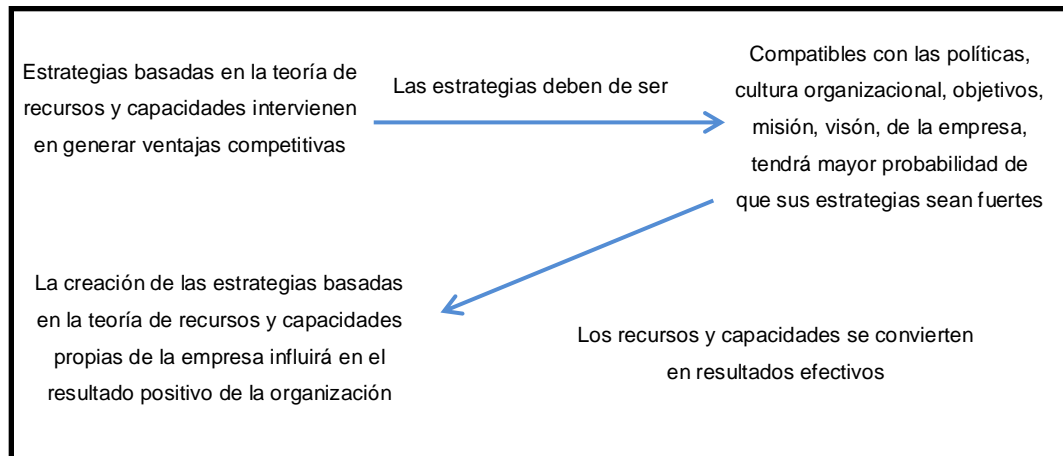 Estrategias basadas en la teoría de
recursos y capacidades intervienen
en generar ventajas competitivas
Las estrategias deben de ser
Compatibles con las políticas,
cultura organizacional, objetivos,
misión, visón, de la empresa,
tendrá mayor probabilidad de
que sus estrategias sean fuertes
La creación de las estrategias basadas
en la teoría de recursos y capacidades
propias de la empresa influirá en el
resultado positivo de la organización
Los recursos y capacidades se convierten
en resultados efectivos